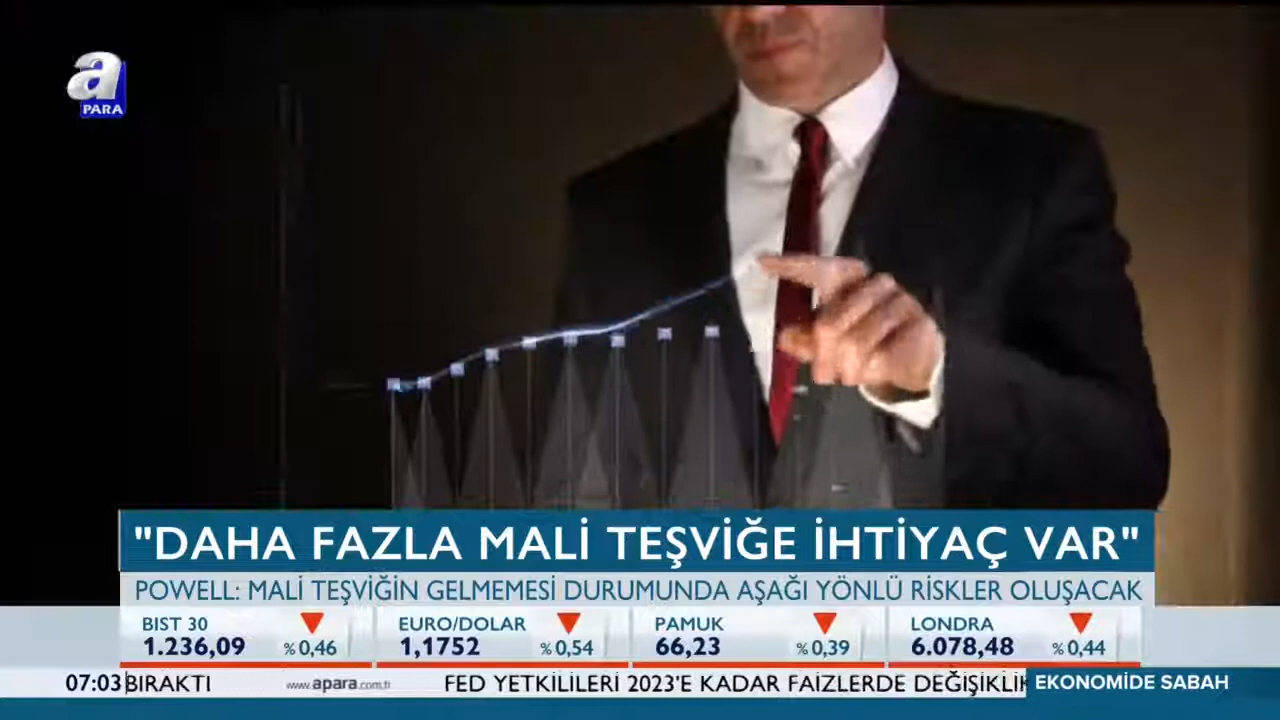 a
PARA
"DAHA FAZLA MALİ TEŞVİĞE İHTİYAÇ VAR"
POWELL: MALİ TEŞVİĞİN GELMEMESİ DURUMUNDA AŞAĞI YÖNLÜ RİSKLER OLUŞACAK
BIST 30
1.236,09 %0,46
EURO/DOLAR
1,1752 %0,54
PAMUK
66,23 %0,39
LONDRA
6.078,48 %0,44
07:03 BIRAKTI www.apara.com.tr FED YETKİLİLERİ 2023'E KADAR FAİZLERDE DEĞİŞİKLİK EKONOMİDE SABAH